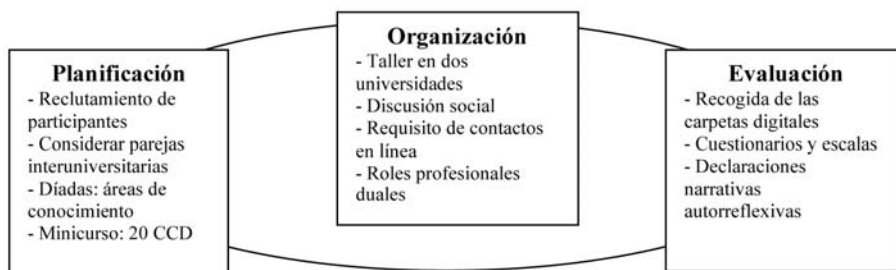 Planificación
- Reclutamiento de
participantes
- Considerar parejas
interuniversitarias
- Díadas: áreas de
conocimiento
- Minicurso: 20 CCD
Organización
- Taller en dos
universidades
- Discusión social
- Requisito de contactos
en línea
- Roles profesionales
duales
Evaluación
- Recogida de las
carpetas digitales
- Cuestionarios y escalas
- Declaraciones
narrativas
autorreflexivas